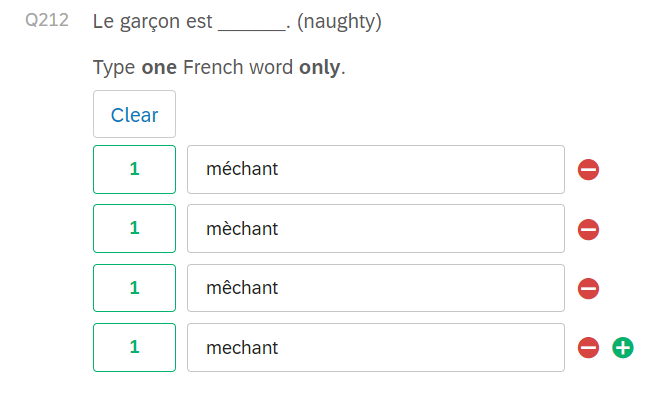 Q212 Le garçon est _______. (naughty)
Type one French word only.
Clear
1 méchant
1 mèchant
1 mêchant
1 mechant